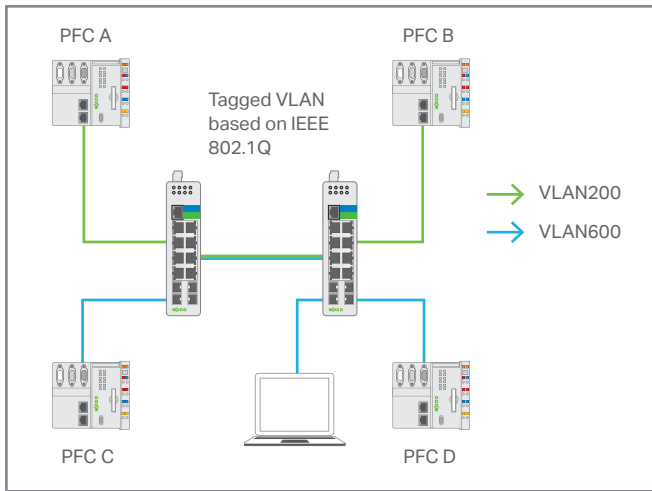 PFC A
PFC B
Tagged VLAN
based on IEEE
802.1Q
VLAN200
VLAN600
PFC C
PFC D